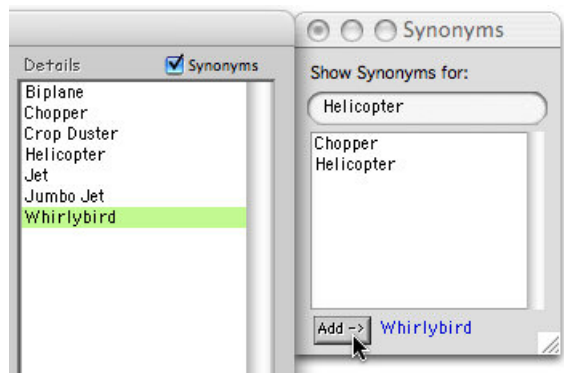 Details Synonyms
Biplane
Chopper
Crop Duster
Helicopter
Jet
Jumbo Jet
Whirlybird
Synonyms
Show Synonyms for:
Helicopter
Chopper
Helicopter
Add -> Whirlybird